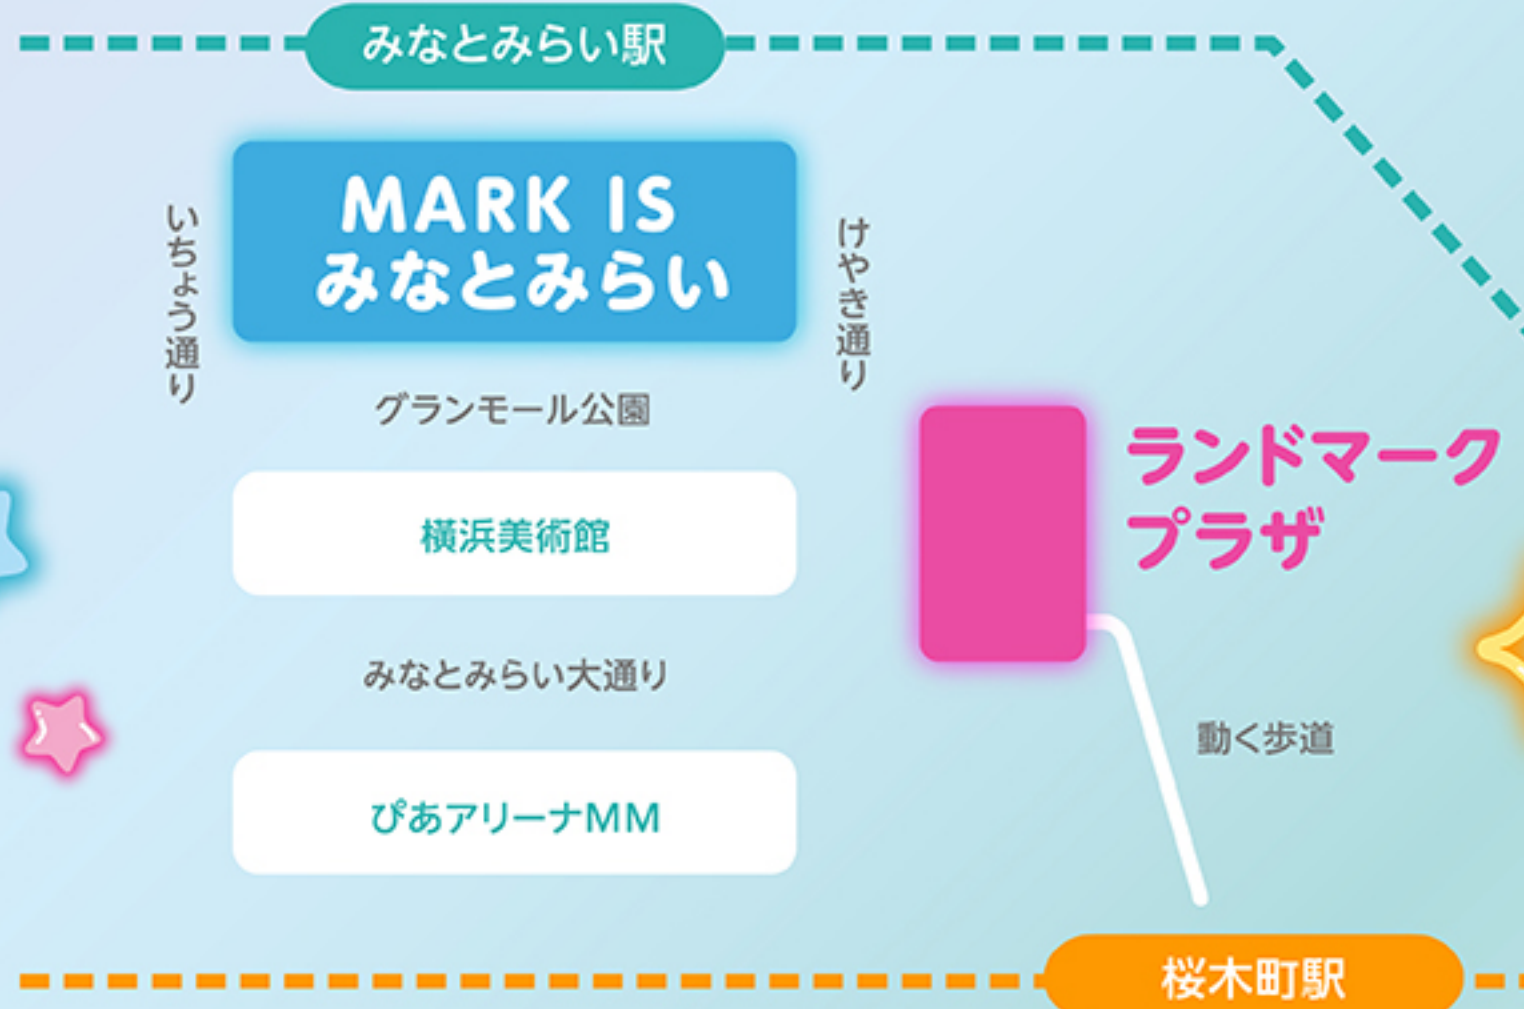 みなとみらい駅
MARK IS
みなとみらい
いちょう通り
けやき通り
グランモール公園
ランドマーク
プラザ
横浜美術館
みなとみらい大通り
動く歩道
ぴあアリーナMM
桜木町駅